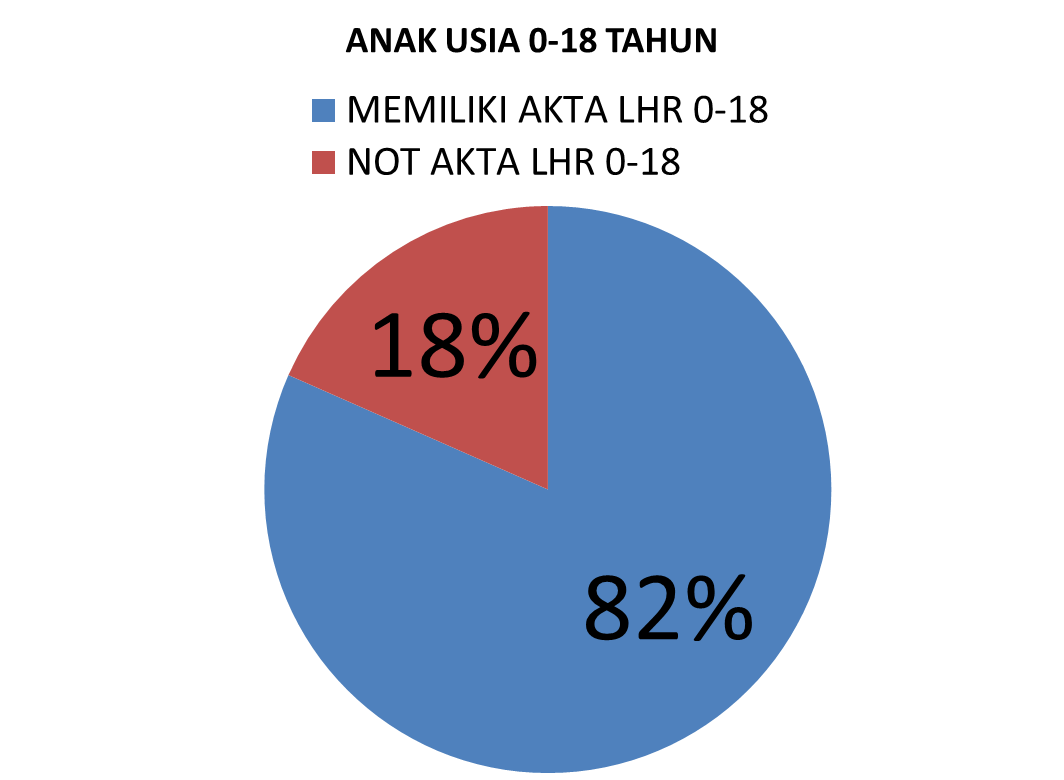 ANAK USIA 0-18 TAHUN
MEMILIKI AKTA LHR 0-18
NOT AKTA LHR 0-18
18%
82%